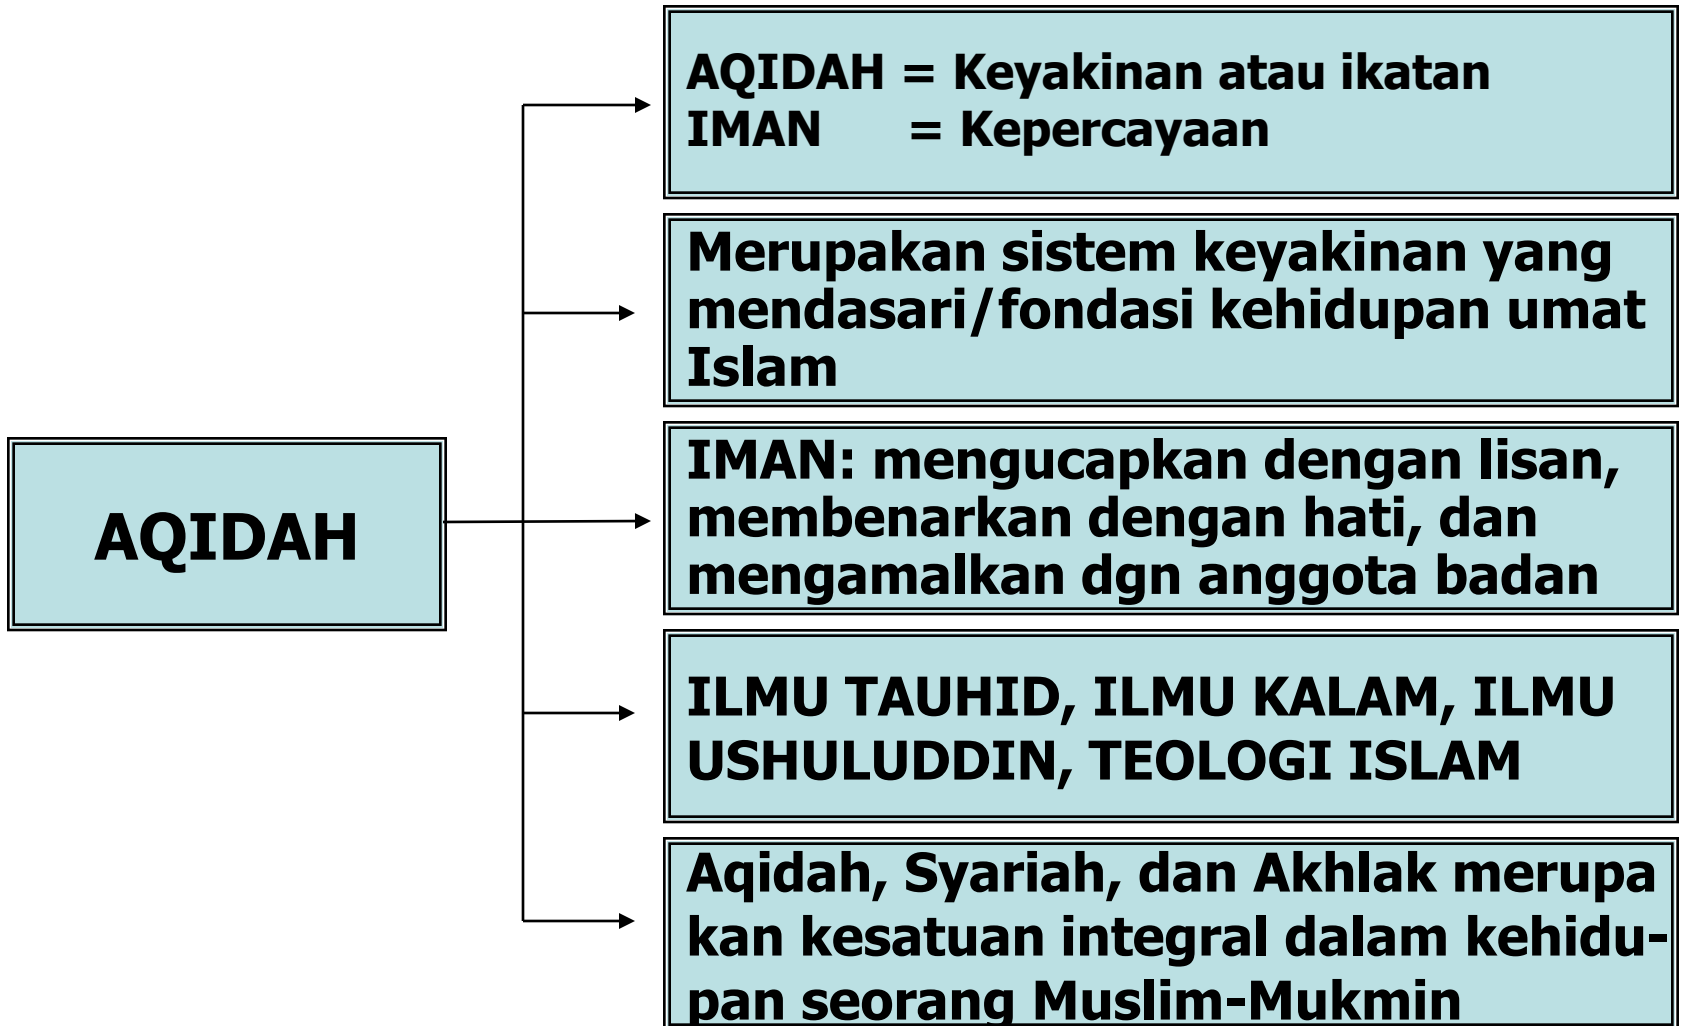 AQIDAH = Keyakinan atau ikatan
IMAN = Kepercayaan
Merupakan sistem keyakinan yang
mendasari/fondasi kehidupan umat
Islam
AQIDAH
IMAN: mengucapkan dengan lisan,
membenarkan dengan hati, dan
mengamalkan dgn anggota badan
ILMU TAUHID, ILMU KALAM, ILMU
USHULUDDIN, TEOLOGI ISLAM
Aqidah, Syariah, dan Akhlak merupa
kan kesatuan integral dalam kehidu-
pan seorang Muslim-Mukmin